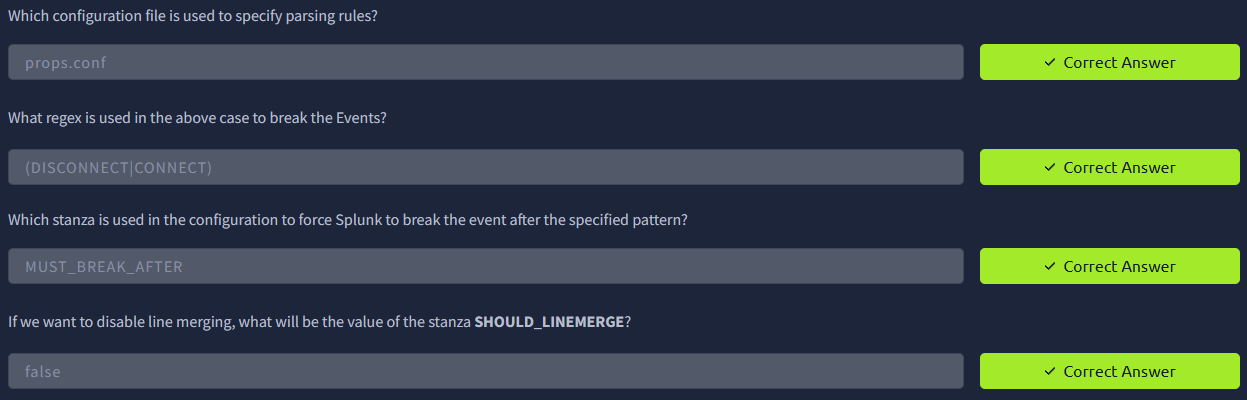 Which configuration file is used to specify parsing rules?
props.conf
✓ Correct Answer
What regex is used in the above case to break the Events?
(DISCONNECT|CONNECT)
✓ Correct Answer
Which stanza is used in the configuration to force Splunk to break the event after the specified pattern?
MUST_BREAK_AFTER
✓ Correct Answer
If we want to disable line merging, what will be the value of the stanza SHOULD_LINEMERGE?
false
✓ Correct Answer